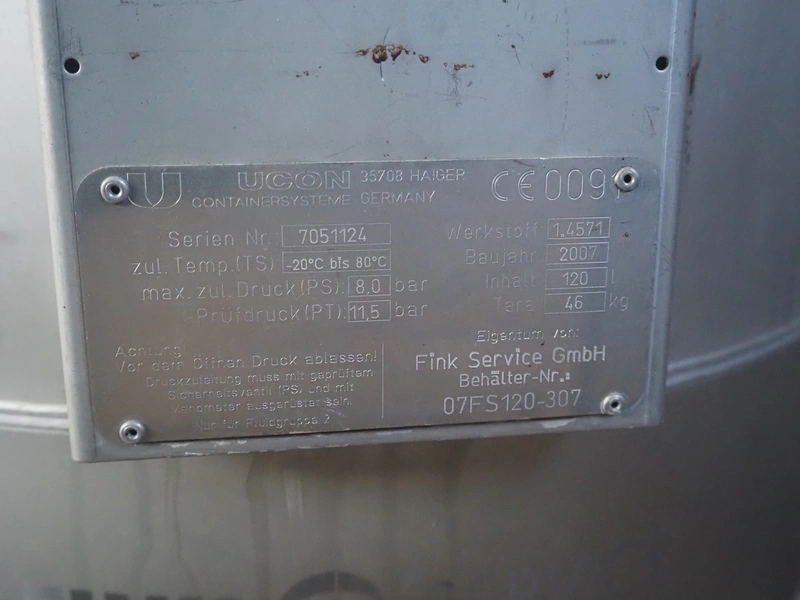 U UCON 35708 HAIGER
CONTAINERSYSTEME GERMANY
CE0091
Serien Nr. 7051124
zul. Temp.(TS) -20°C bis 80°C
max. zul. Druck(PS): 8,0 bar
Prüfdruck(PT): 11,5 bar
Werkstoff 1.4571
Baujahr 2007
Inhalt 120 l
Tara 46 kg
Achtung
Vor dem Öffnen Druck ablassen!
Druckzuleitung muss mit geprüftem
Sicherheitsventil (PS) und mit
Manometer ausgerüstet sein.
Nur für Fluidgruppe 2
Eigentum von:
Fink Service GmbH
Behälter-Nr.:
07FS120-307